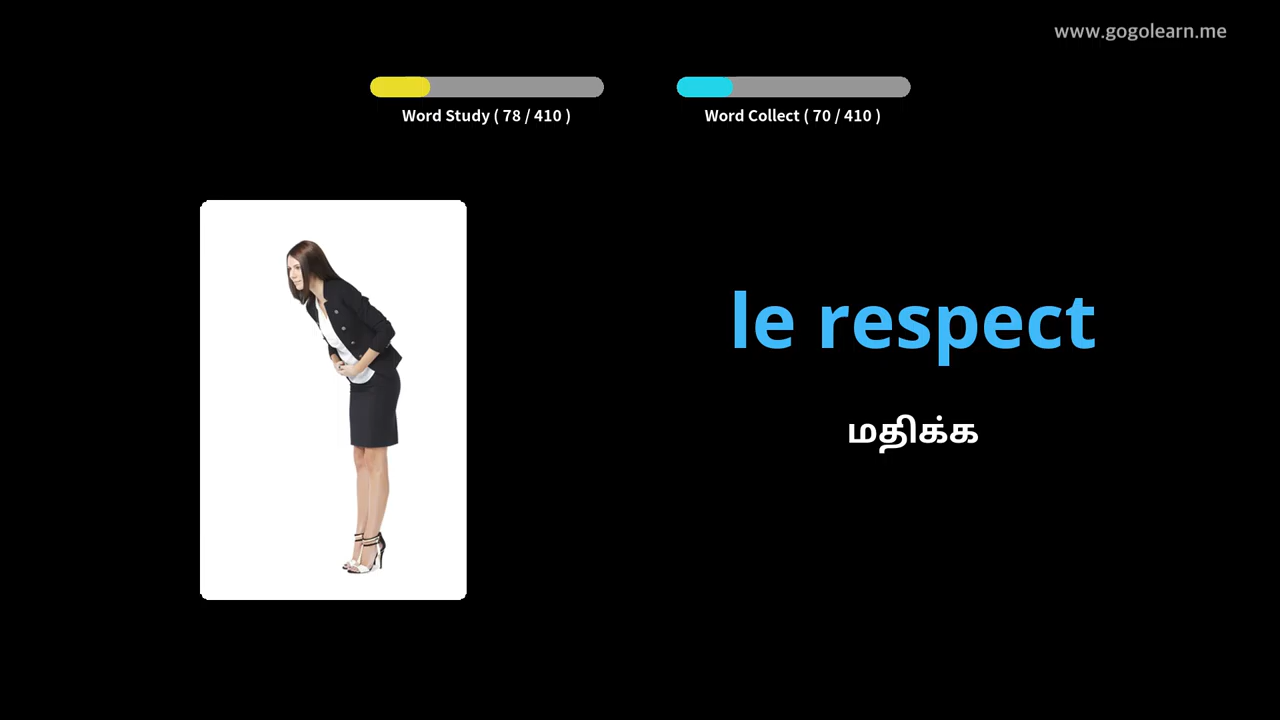 www.gogolearn.me
Word Study ( 78 / 410 )
Word Collect ( 70 / 410 )
le respect
மதிக்க